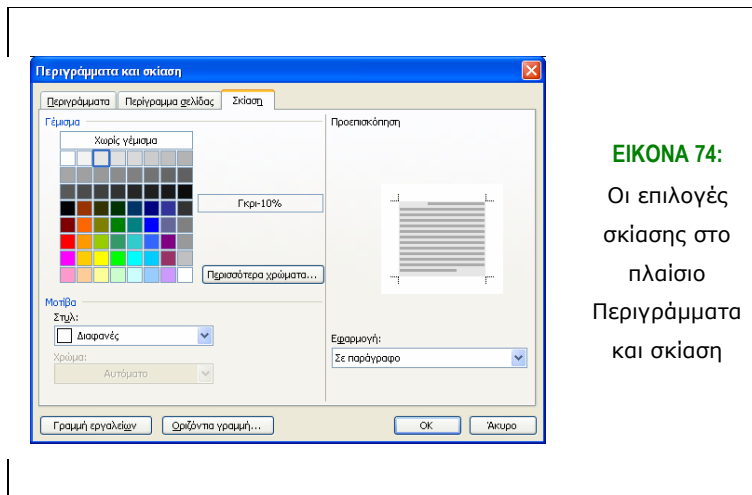 Περιγράμματα και σκίαση
Περιγράμματα Περίγραμμα σελίδας Σκίαση
Γέμισμα
Χωρίς γέμισμα
Γκρι-10%
Περισσότερα χρώματα...
Μοτίβα
Στυλ:
Διαφανές
Χρώμα:
Αυτόματο
Προεπισκόπηση
Εφαρμογή:
Σε παράγραφο
Γραμμή εργαλείων Οριζόντια γραμμή... OK Άκυρο
ΕΙΚΟΝΑ 74:
Οι επιλογές
σκίασης στο
πλαίσιο
Περιγράμματα
και σκίαση